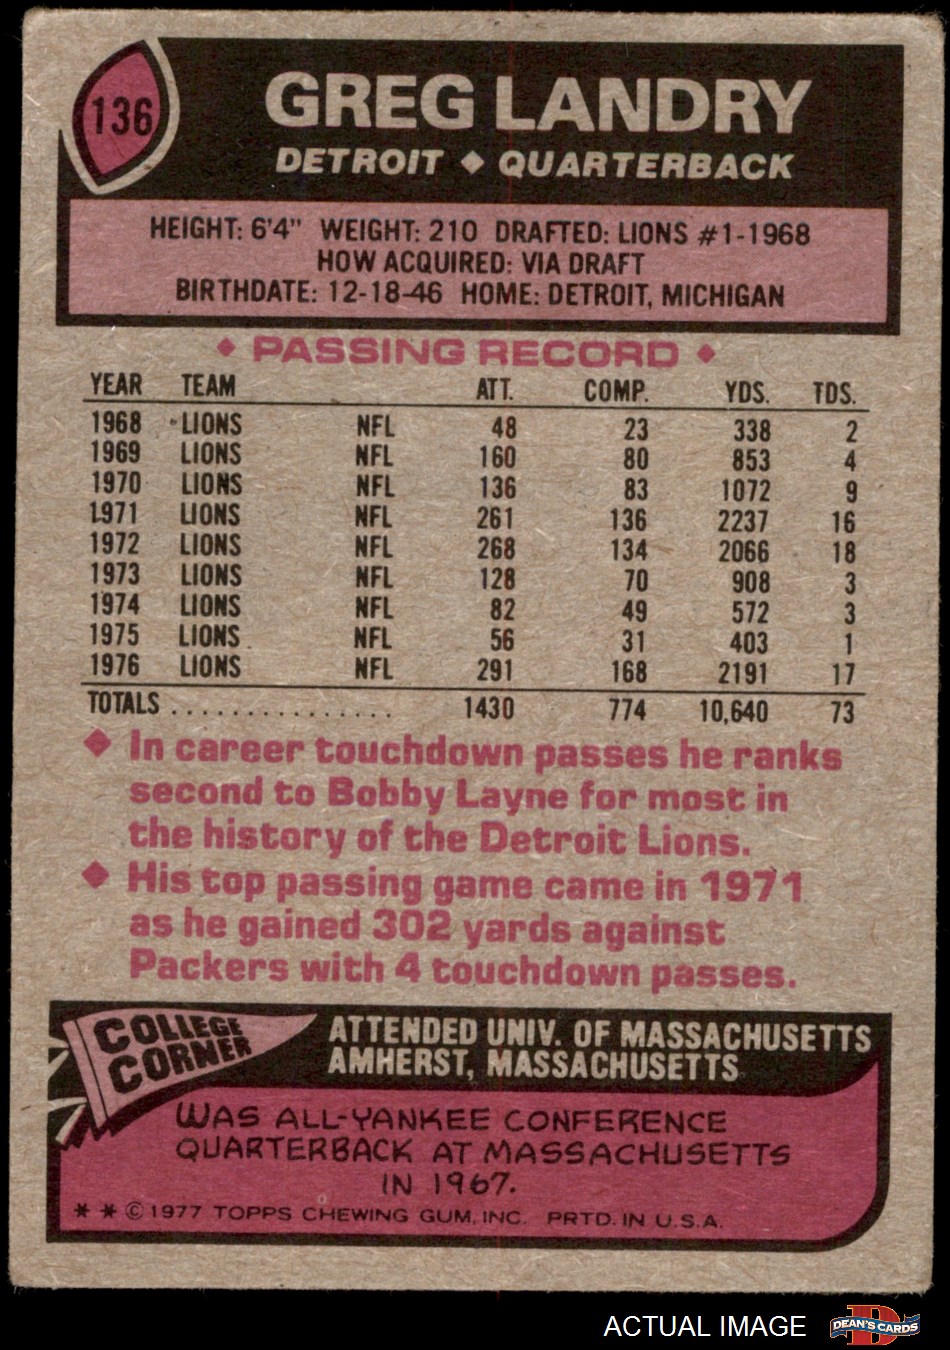 136
GREG LANDRY
DETROIT ◆ QUARTERBACK
HEIGHT: 6'4" WEIGHT: 210 DRAFTED: LIONS #1-1968
HOW ACQUIRED: VIA DRAFT
BIRTHDATE: 12-18-46 HOME: DETROIT, MICHIGAN
◆ PASSING RECORD ◆
YEAR TEAM ATT. COMP. YDS. TDS.
1968 LIONS NFL 48 23 338 2
1969 LIONS NFL 160 80 853 4
1970 LIONS NFL 136 83 1072 9
1971 LIONS NFL 261 136 2237 16
1972 LIONS NFL 268 134 2066 18
1973 LIONS NFL 128 70 908 3
1974 LIONS NFL 82 49 572 3
1975 LIONS NFL 56 31 403 1
1976 LIONS NFL 291 168 2191 17
TOTALS . . . . . . . . . . . . . . . 1430 774 10,640 73
◆ In career touchdown passes he ranks
second to Bobby Layne for most in
the history of the Detroit Lions.
◆ His top passing game came in 1971
as he gained 302 yards against
Packers with 4 touchdown passes.
COLLEGE
CORNER
ATTENDED UNIV. OF MASSACHUSETTS
AMHERST, MASSACHUSETTS
WAS ALL-YANKEE CONFERENCE
QUARTERBACK AT MASSACHUSETTS
IN 1967.
* * © 1977 TOPPS CHEWING GUM, INC. PRTD. IN U.S.A.
ACTUAL IMAGE
D
DEAN'S CARDS